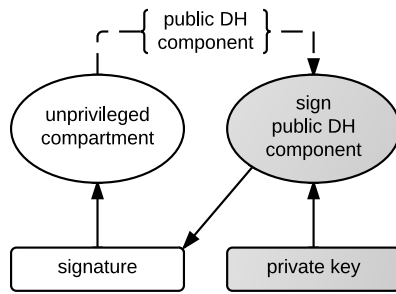 public DH
component
unprivileged
compartment
sign
public DH
component
signature
private key